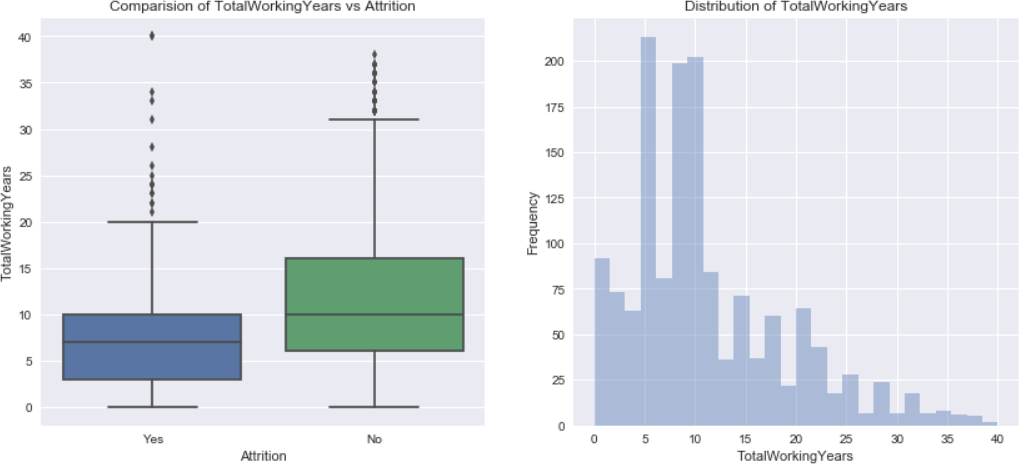 Comparision of TotalWorkingYears vs Attrition
TotalWorkingYears
40
35
30
25
20
15
10
5
0
Yes No
Attrition
Distribution of TotalWorkingYears
Frequency
200
175
150
125
100
75
50
25
0
0 5 10 15 20 25 30 35 40
TotalWorkingYears